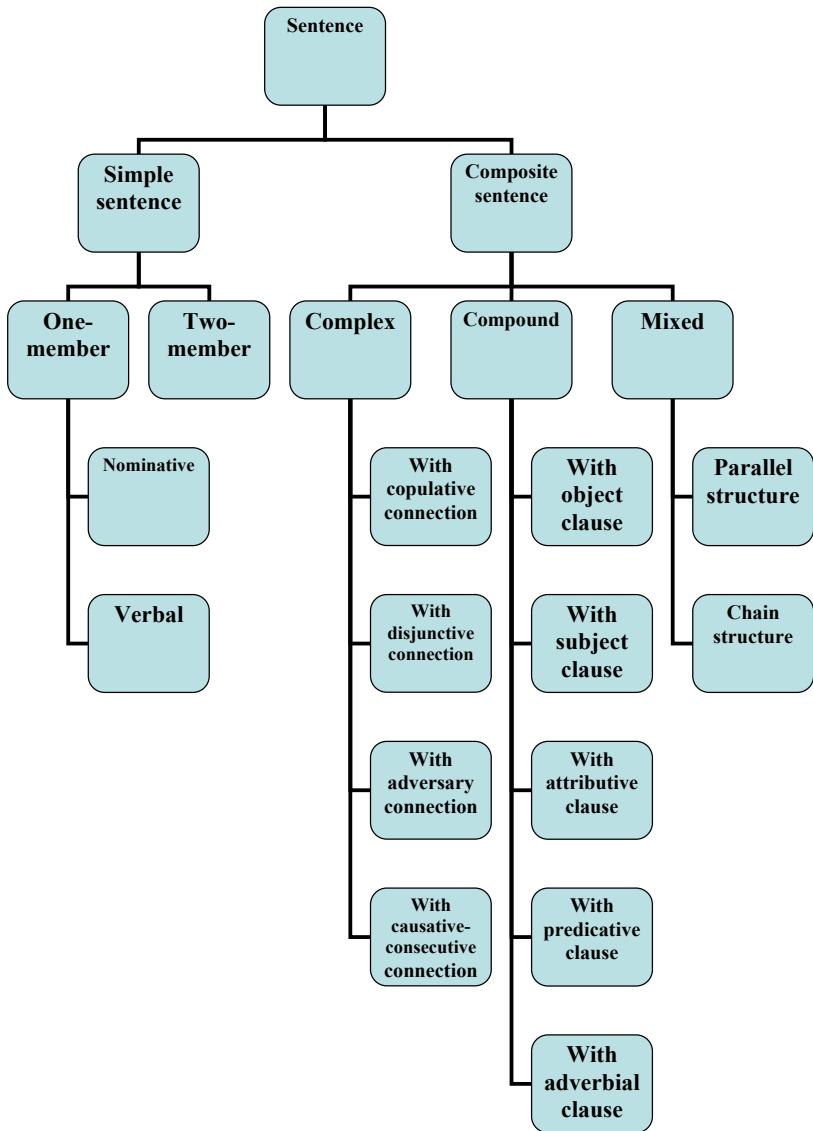 Sentence
Simple
sentence
Composite
sentence
One-
member
Two-
member
Complex
Compound
Mixed
Nominative
Verbal
With
copulative
connection
With
disjunctive
connection
With
adversary
connection
With
causative-
consecutive
connection
With
object
clause
With
subject
clause
With
attributive
clause
With
predicative
clause
With
adverbial
clause
Parallel
structure
Chain
structure